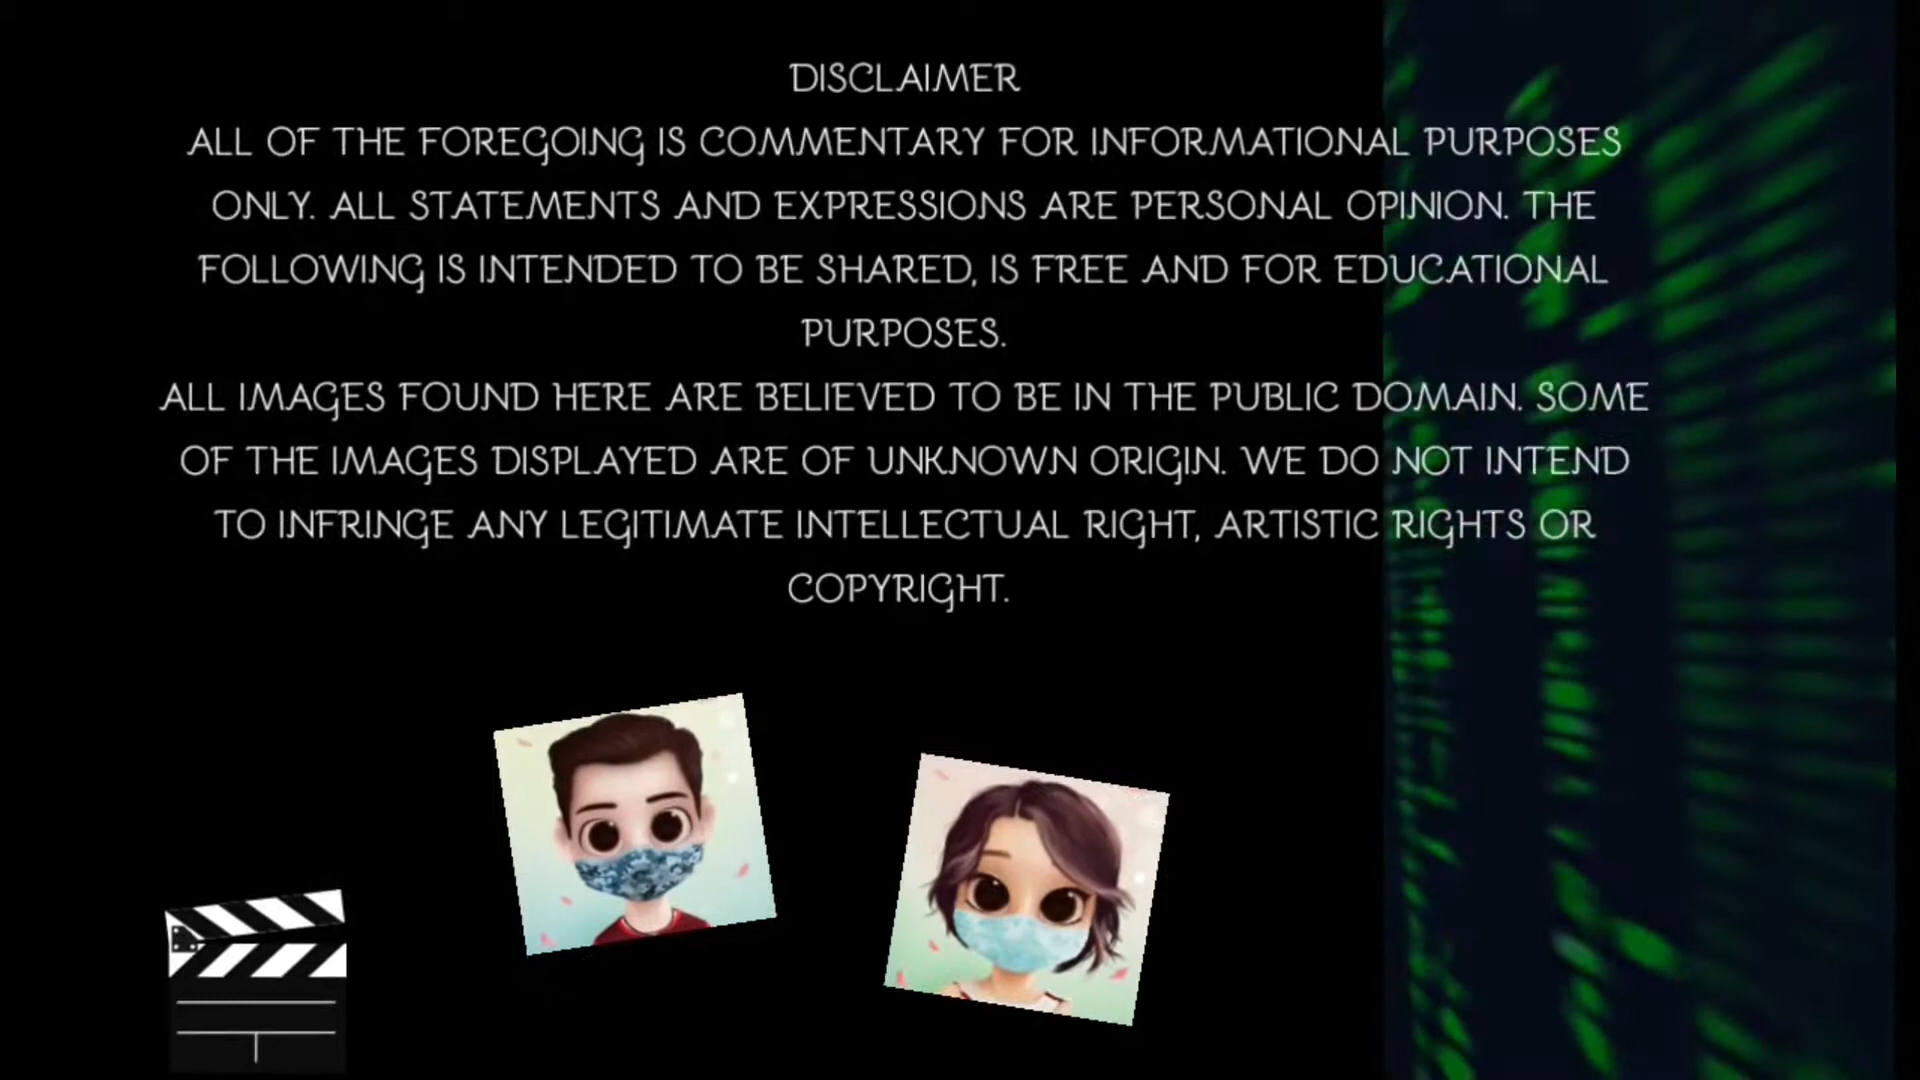 DISCLAIMER
ALL OF THE FOREGOING IS COMMENTARY FOR INFORMATIONAL PURPOSES
ONLY. ALL STATEMENTS AND EXPRESSIONS ARE PERSONAL OPINION. THE
FOLLOWING IS INTENDED TO BE SHARED, IS FREE AND FOR EDUCATIONAL
PURPOSES.
ALL IMAGES FOUND HERE ARE BELIEVED TO BE IN THE PUBLIC DOMAIN. SOME
OF THE IMAGES DISPLAYED ARE OF UNKNOWN ORIGIN. WE DO NOT INTEND
TO INFRINGE ANY LEGITIMATE INTELLECTUAL RIGHT, ARTISTIC RIGHTS OR
COPYRIGHT.